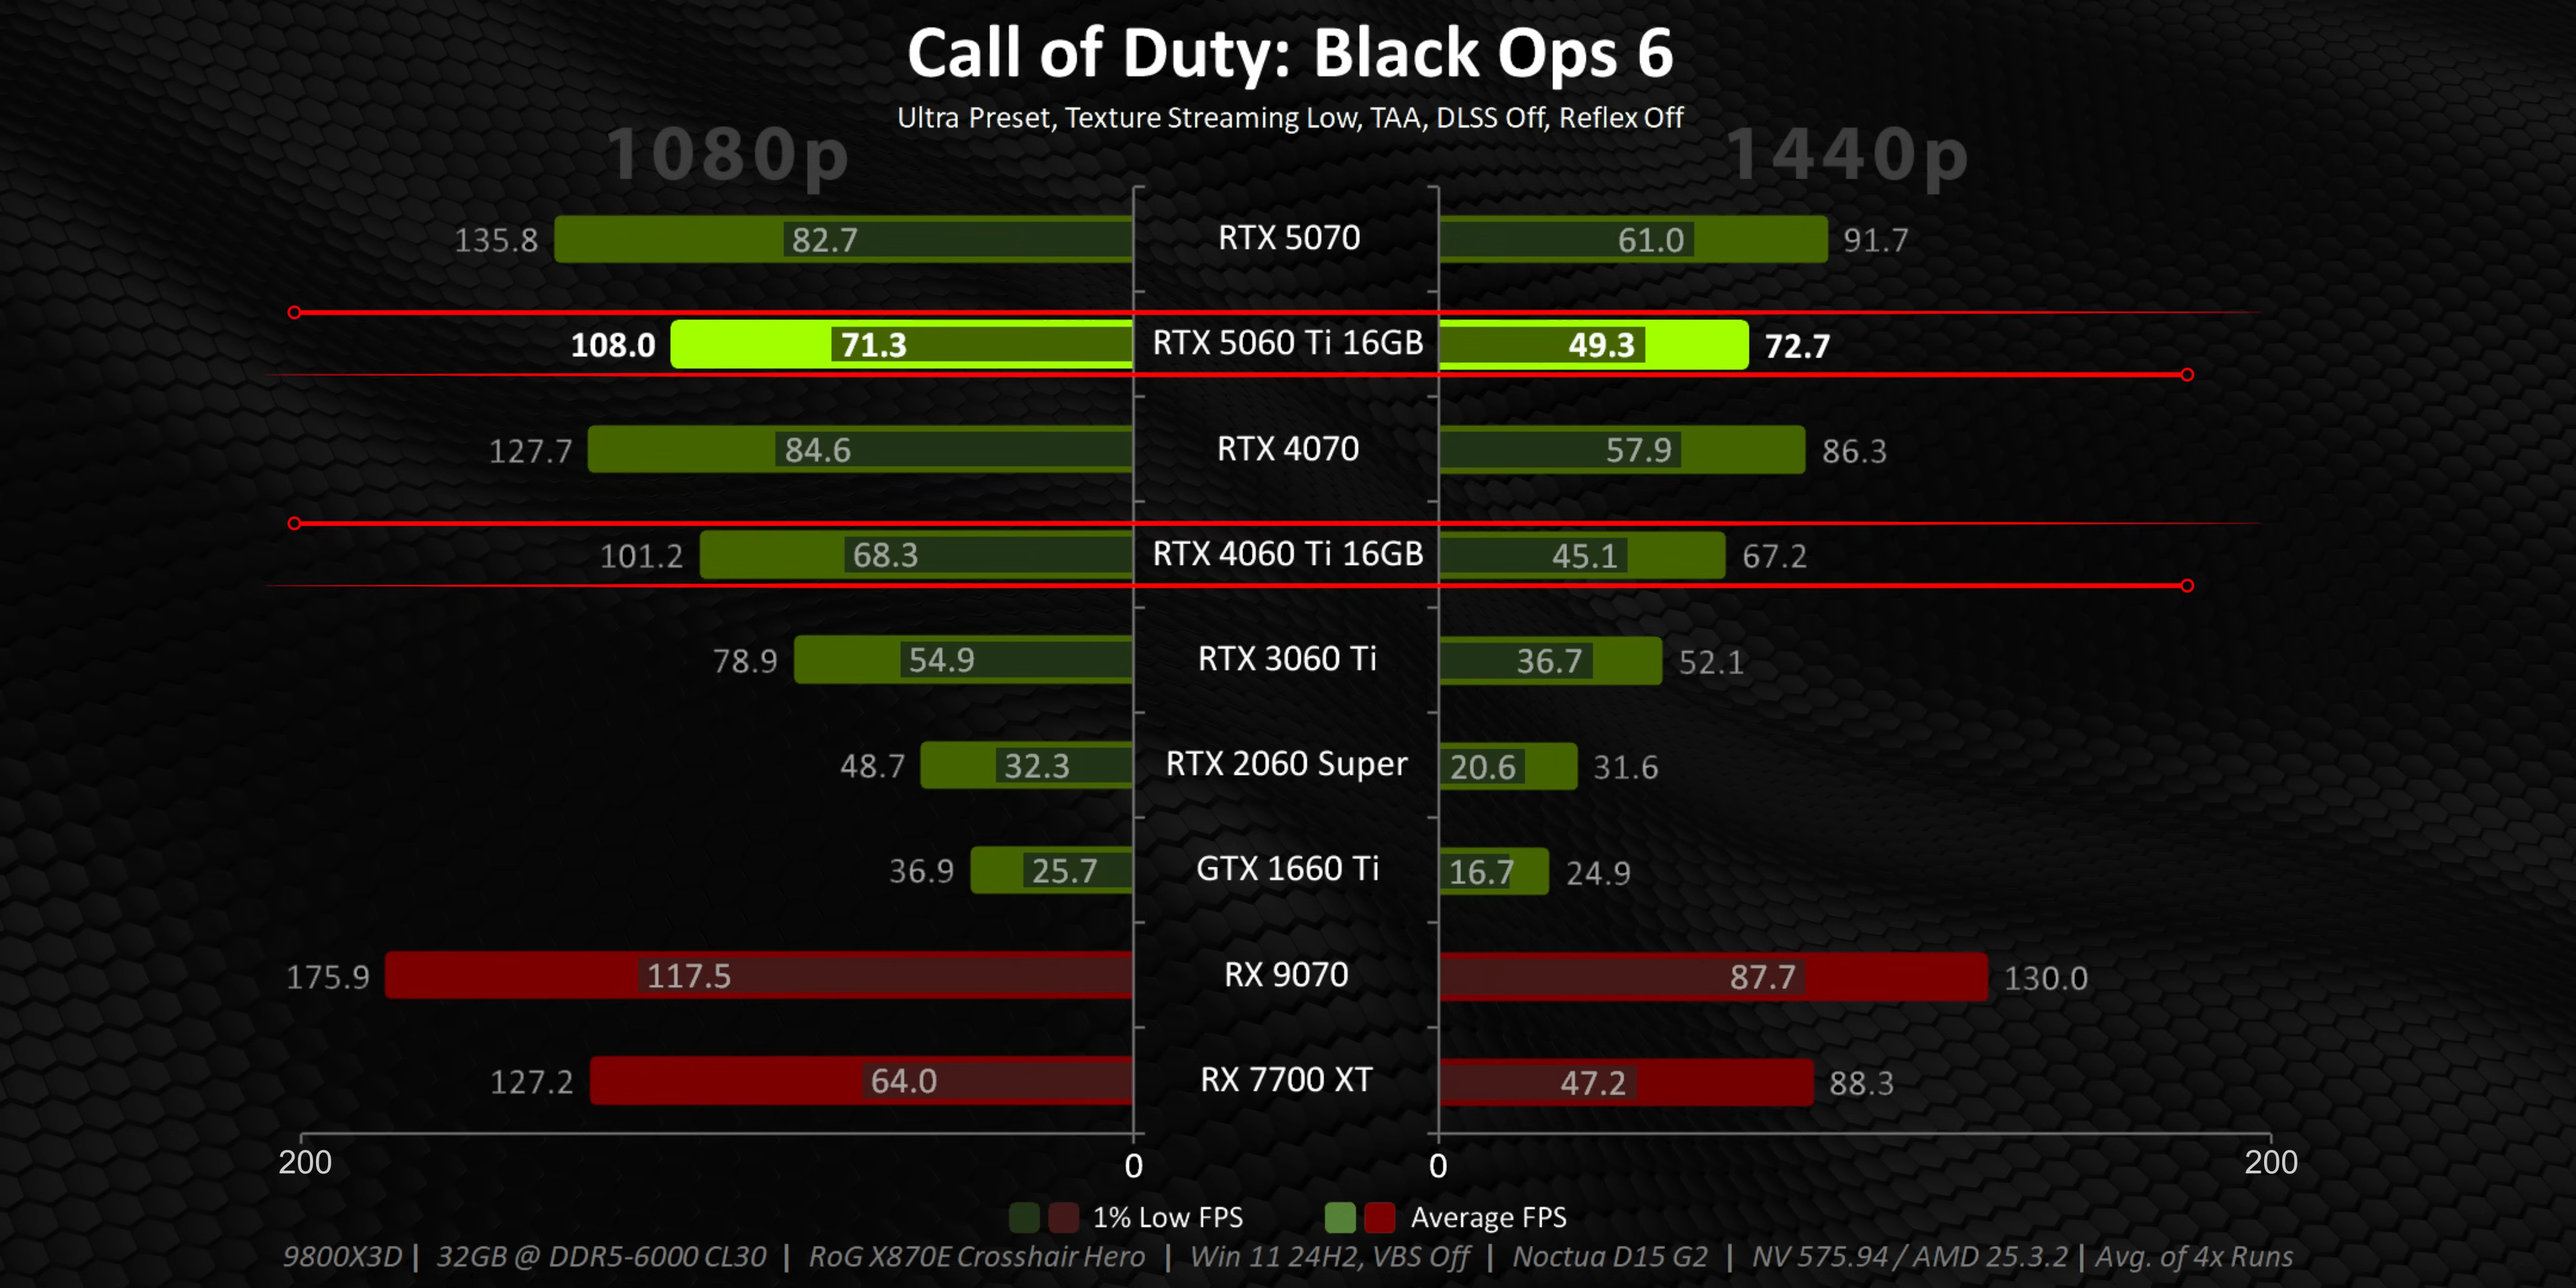 Call of Duty: Black Ops 6
Ultra Preset, Texture Streaming Low, TAA, DLSS Off, Reflex Off
1080p 1440p
135.8 82.7 RTX 5070 61.0 91.7
108.0 71.3 RTX 5060 Ti 16GB 49.3 72.7
127.7 84.6 RTX 4070 57.9 86.3
101.2 68.3 RTX 4060 Ti 16GB 45.1 67.2
78.9 54.9 RTX 3060 Ti 36.7 52.1
48.7 32.3 RTX 2060 Super 20.6 31.6
36.9 25.7 GTX 1660 Ti 16.7 24.9
175.9 117.5 RX 9070 87.7 130.0
127.2 64.0 RX 7700 XT 47.2 88.3
200 0 0 200
1% Low FPS Average FPS
9800X3D | 32GB @ DDR5-6000 CL30 | RoG X870E Crosshair Hero | Win 11 24H2, VBS Off | Noctua D15 G2 | NV 575.94 / AMD 25.3.2 | Avg. of 4x Runs